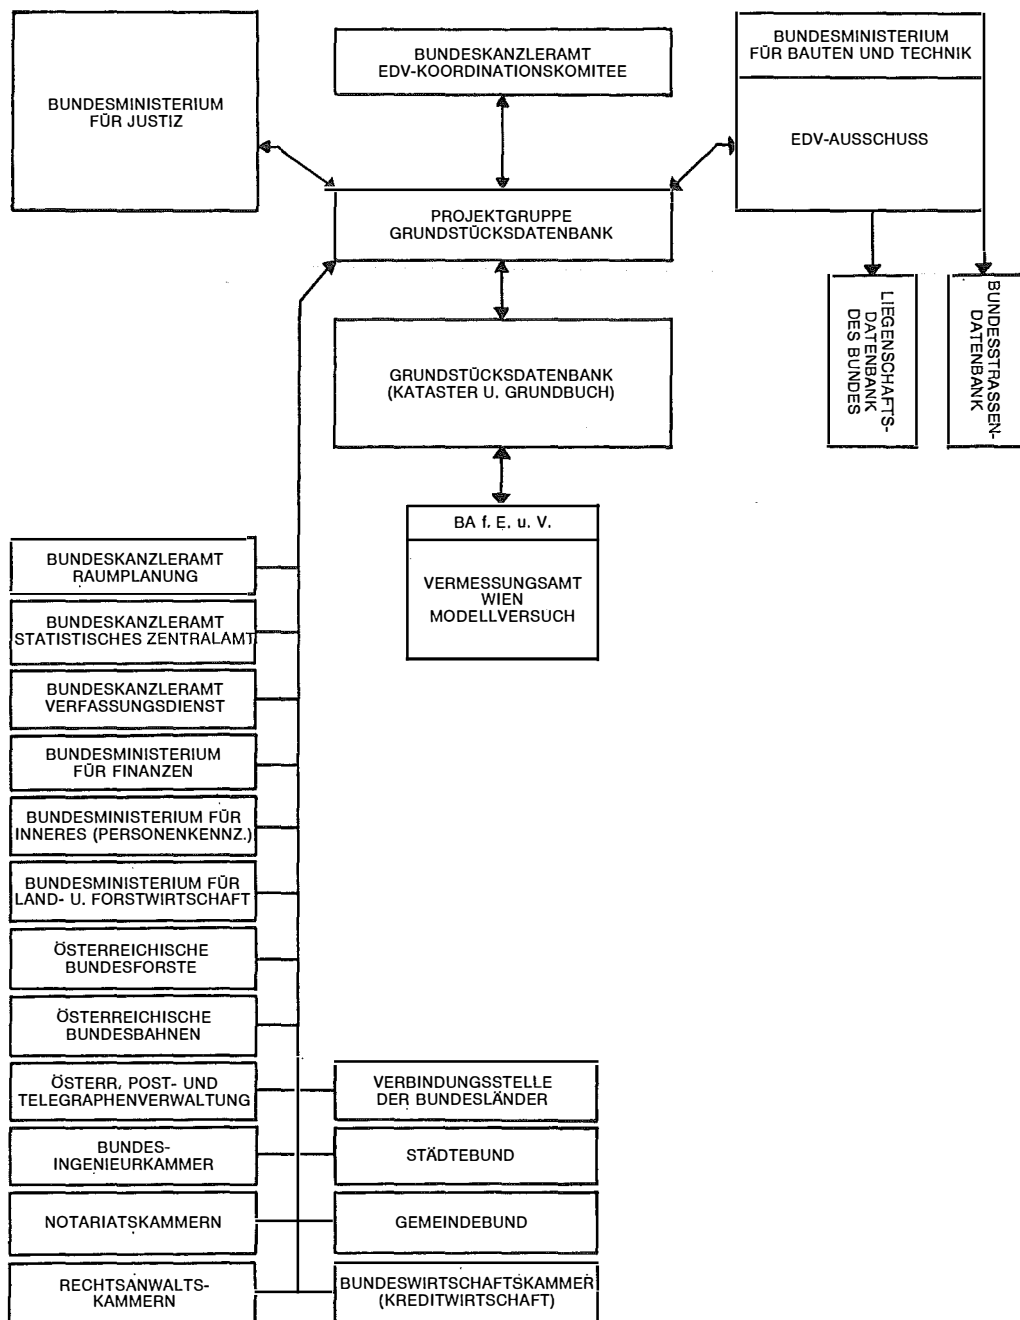 BUNDESMINISTERIUM
FÜR JUSTIZ
BUNDESKANZLERAMT
EDV-KOORDINATIONSKOMITEE
BUNDESMINISTERIUM
FÜR BAUTEN UND TECHNIK
EDV-AUSSCHUSS
PROJEKTGRUPPE
GRUNDSTÜCKSDATENBANK
LIEGENSCHAFTS-
DATENBANK
DES BUNDES
BUNDESSTRASSEN-
DATENBANK
GRUNDSTÜCKSDATENBANK
(KATASTER U. GRUNDBUCH)
BA f. E. u. V.
VERMESSUNGSAMT
WIEN
MODELLVERSUCH
BUNDESKANZLERAMT
RAUMPLANUNG
BUNDESKANZLERAMT
STATISTISCHES ZENTRALAMT
BUNDESKANZLERAMT
VERFASSUNGSDIENST
BUNDESMINISTERIUM
FÜR FINANZEN
BUNDESMINISTERIUM FÜR
INNERES (PERSONENKENNZ.)
BUNDESMINISTERIUM FÜR
LAND- U. FORSTWIRTSCHAFT
ÖSTERREICHISCHE
BUNDESFORSTE
ÖSTERREICHISCHE
BUNDESBAHNEN
ÖSTERR. POST- UND
TELEGRAPHENVERWALTUNG
VERBINDUNGSSTELLE
DER BUNDESLÄNDER
BUNDES-
INGENIEURKAMMER
STÄDTEBUND
NOTARIATSKAMMERN
GEMEINDEBUND
RECHTSANWALTS-
KAMMERN
BUNDESWIRTSCHAFTSKAMMER
(KREDITWIRTSCHAFT)